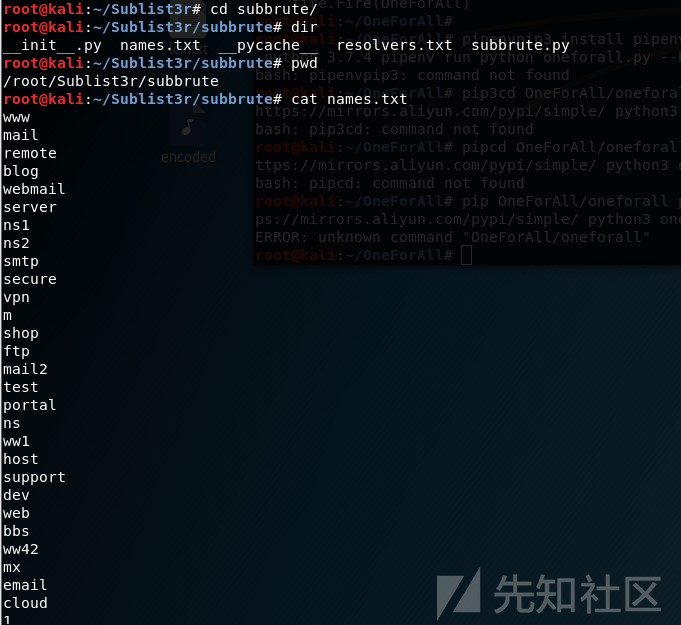 root@kali:~/Sublist3r# cd subbrute/
root@kali:~/Sublist3r/subbrute# dir
__init__.py  names.txt  __pycache__  resolvers.txt  subbrute.py
root@kali:~/Sublist3r/subbrute# pwd
/root/Sublist3r/subbrute
root@kali:~/Sublist3r/subbrute# cat names.txt
www
mail
remote
blog
webmail
server
ns1
ns2
smtp
secure
vpn
m
shop
ftp
mail2
test
portal
ns
ww1
host
support
dev
web
bbs
ww42
mx
email
cloud
1
encoded
.Fire(OneForAll)
root@kali:~/OneForAll#
root@kali:~/OneForAll# pipenvpip3 install pipenv
3.7.4 pipenv run python oneforall.py --
bash: pipenvpip3: command not found
root@kali:~/OneForAll# pip3cd OneForAll/oneforal
https://mirrors.aliyun.com/pypi/simple/ python3
bash: pip3cd: command not found
root@kali:~/OneForAll# pipcd OneForAll/oneforall
ttps://mirrors.aliyun.com/pypi/simple/ python3 o
bash: pipcd: command not found
root@kali:~/OneForAll# pip OneForAll/oneforall p
ps://mirrors.aliyun.com/pypi/simple/ python3 one
ERROR: unknown command "OneForAll/oneforall"
root@kali:~/OneForAll#
先知社区